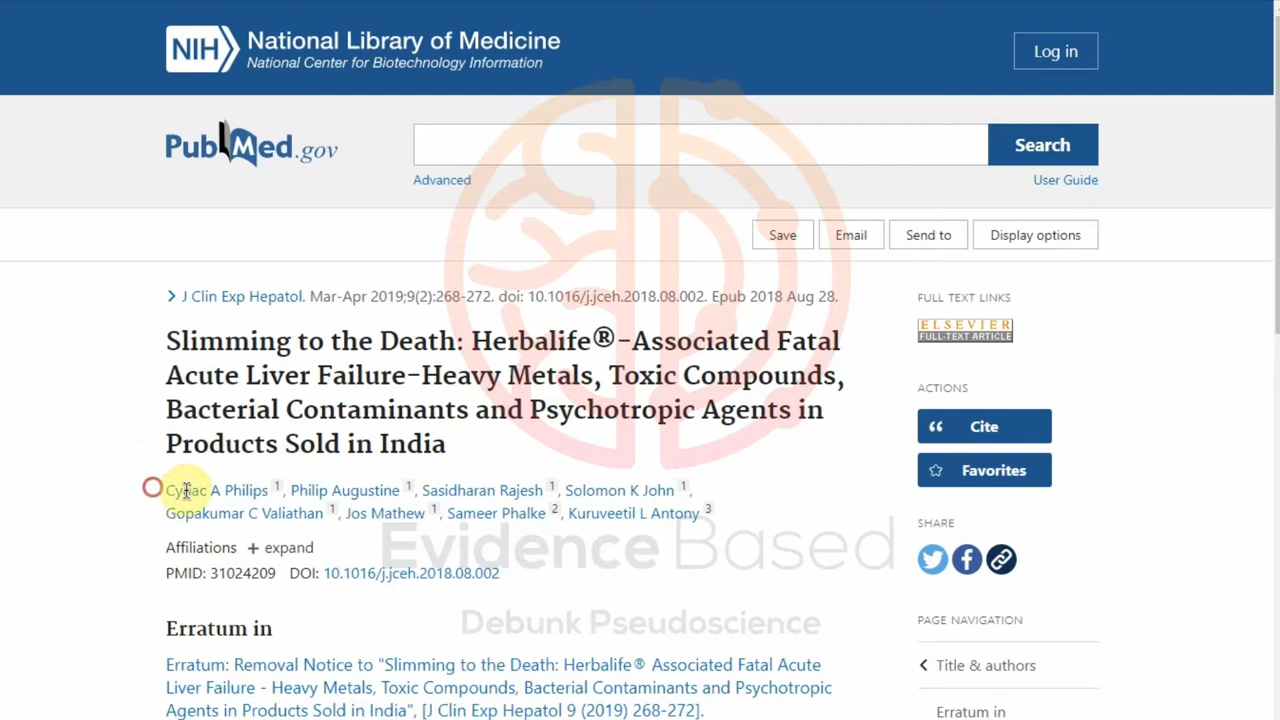 NIH National Library of Medicine
National Center for Biotechnology Information
Log in
PubMed.gov
Search
Advanced
User Guide
Save
Email
Send to
Display options
J Clin Exp Hepatol. Mar-Apr 2019;9(2):268-272. doi: 10.1016/j.jceh.2018.08.002. Epub 2018 Aug 28.
Slimming to the Death: Herbalife®-Associated Fatal
Acute Liver Failure-Heavy Metals, Toxic Compounds,
Bacterial Contaminants and Psychotropic Agents in
Products Sold in India
Cyriac A Philips 1, Philip Augustine 1, Sasidharan Rajesh 1, Solomon K John 1,
Gopakumar C Valiathan 1, Jos Mathew 1, Sameer Phalke 2, Kuruveetil L Antony 3
Affiliations + expand
PMID: 31024209 DOI: 10.1016/j.jceh.2018.08.002
Erratum in
Erratum: Removal Notice to "Slimming to the Death: Herbalife® Associated Fatal Acute
Liver Failure - Heavy Metals, Toxic Compounds, Bacterial Contaminants and Psychotropic
Agents in Products Sold in India", [J Clin Exp Hepatol 9 (2019) 268-272].
FULL TEXT LINKS
ELSEVIER
FULL-TEXT ARTICLE
ACTIONS
Cite
Favorites
SHARE
PAGE NAVIGATION
Title & authors
Erratum in
Evidence Based
Debunk Pseudoscience